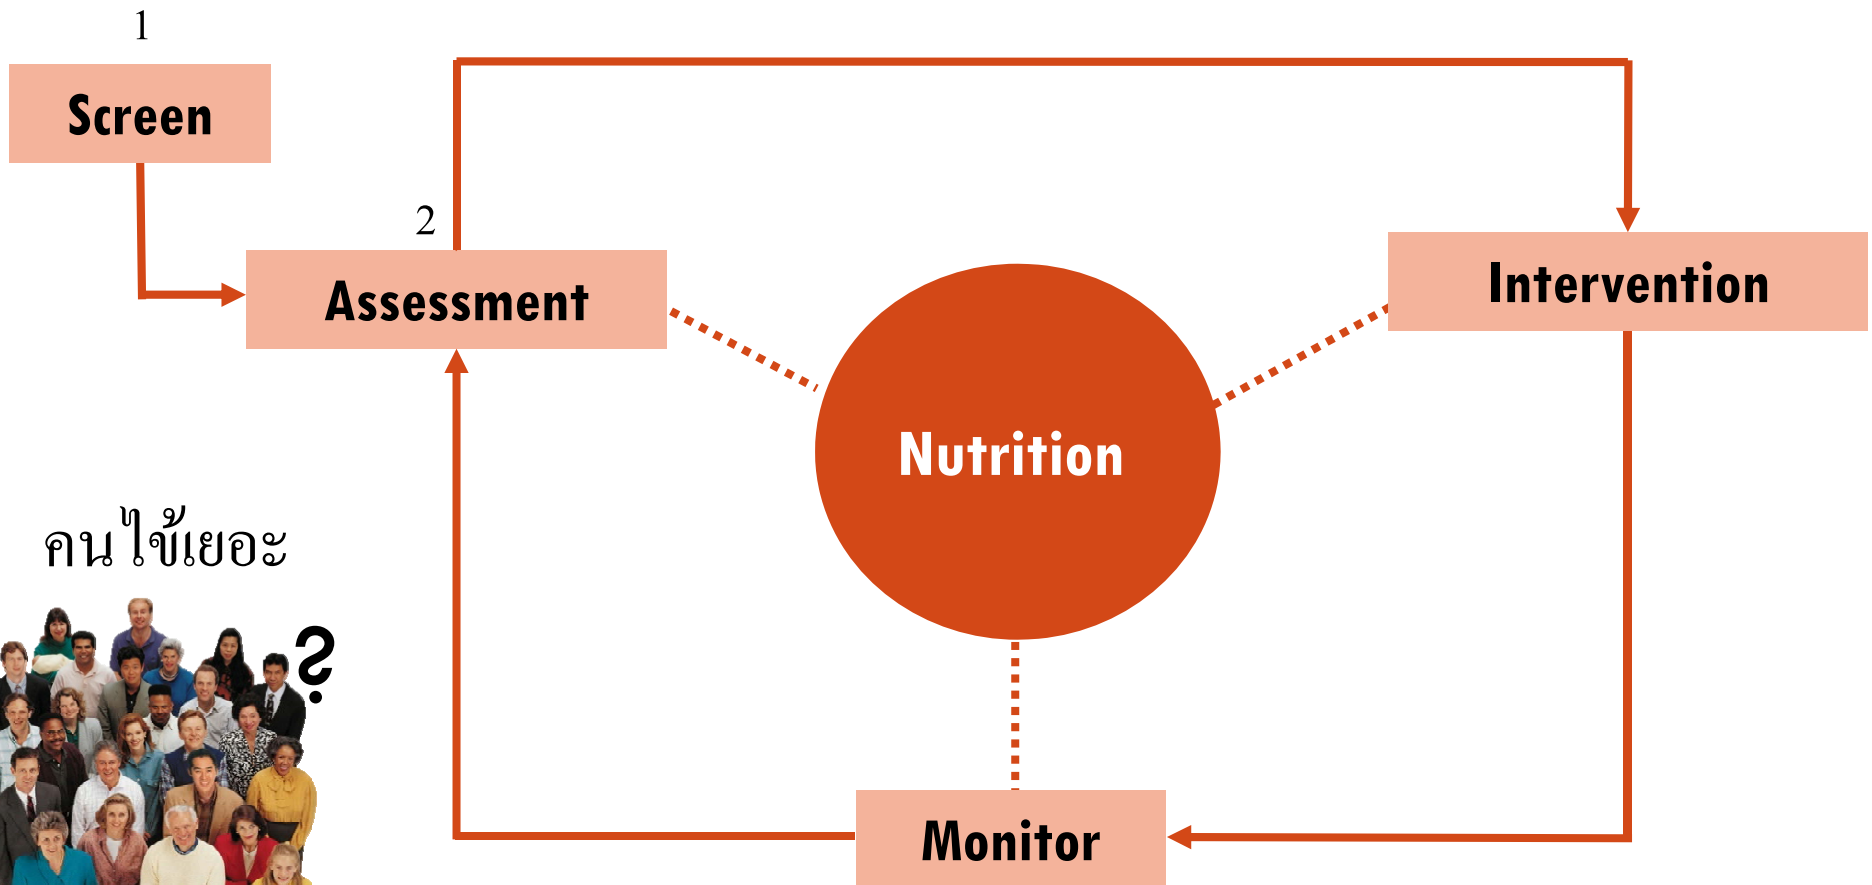 1
Screen
2
Assessment
Intervention
Nutrition
คนไข้เยอะ
?
Monitor